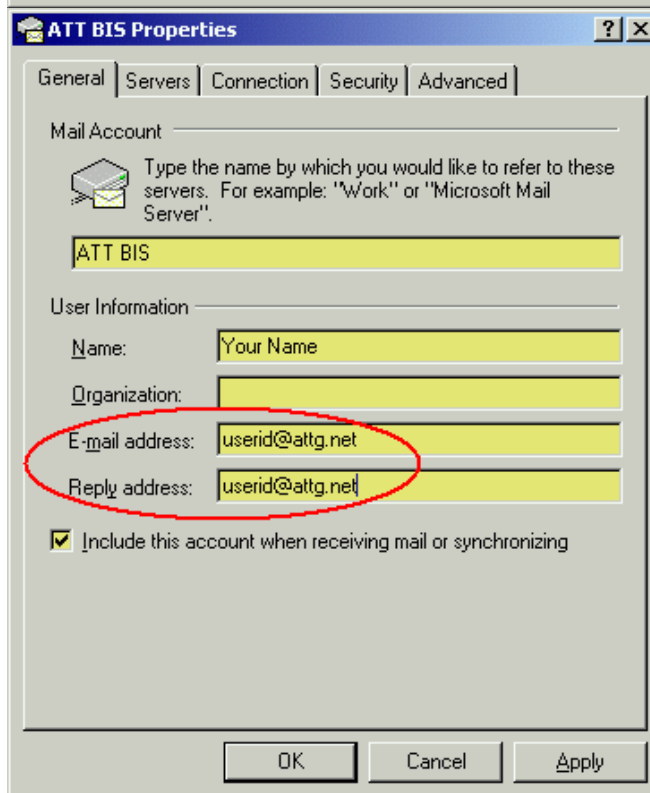 ATT BIS Properties
General Servers Connection Security Advanced
Mail Account
Type the name by which you would like to refer to these
servers. For example: "Work" or "Microsoft Mail
Server".
ATT BIS
User Information
Name: Your Name
Organization:
E-mail address: userid@attg.net
Reply address: userid@attg.net
Include this account when receiving mail or synchronizing
OK Cancel Apply